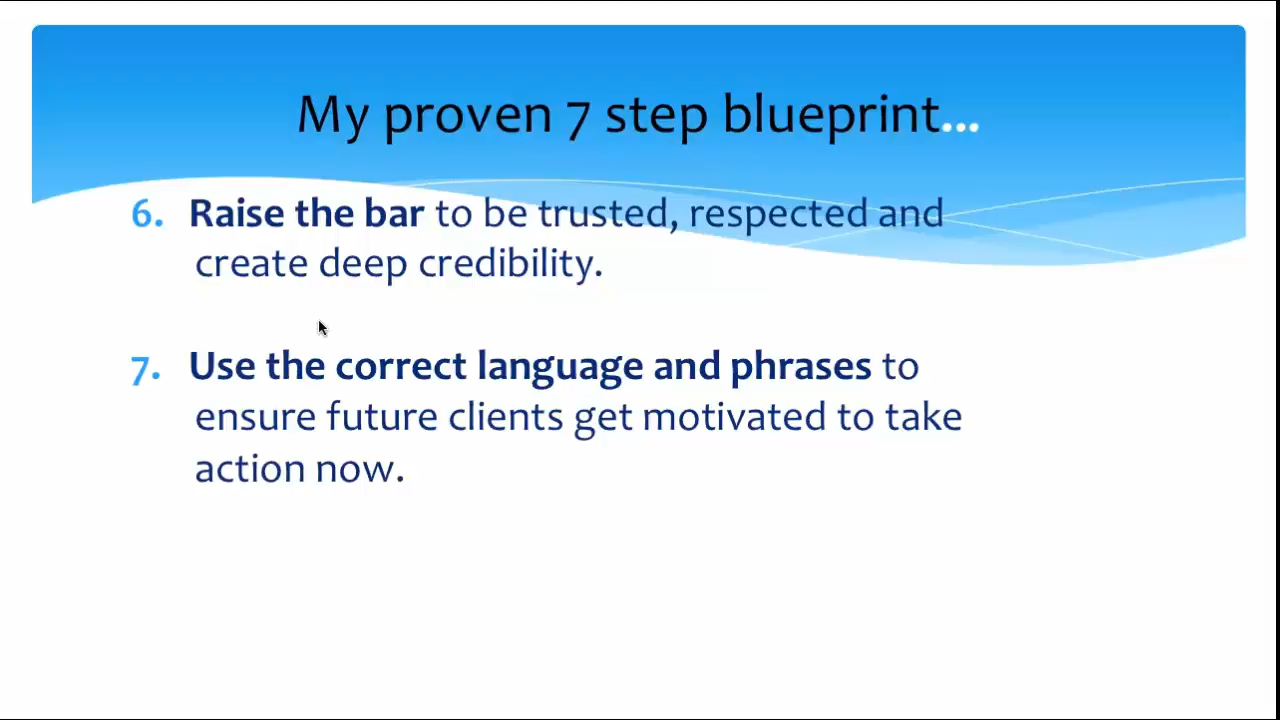 My proven 7 step blueprint...
6. Raise the bar to be trusted, respected and
create deep credibility.
7. Use the correct language and phrases to
ensure future clients get motivated to take
action now.